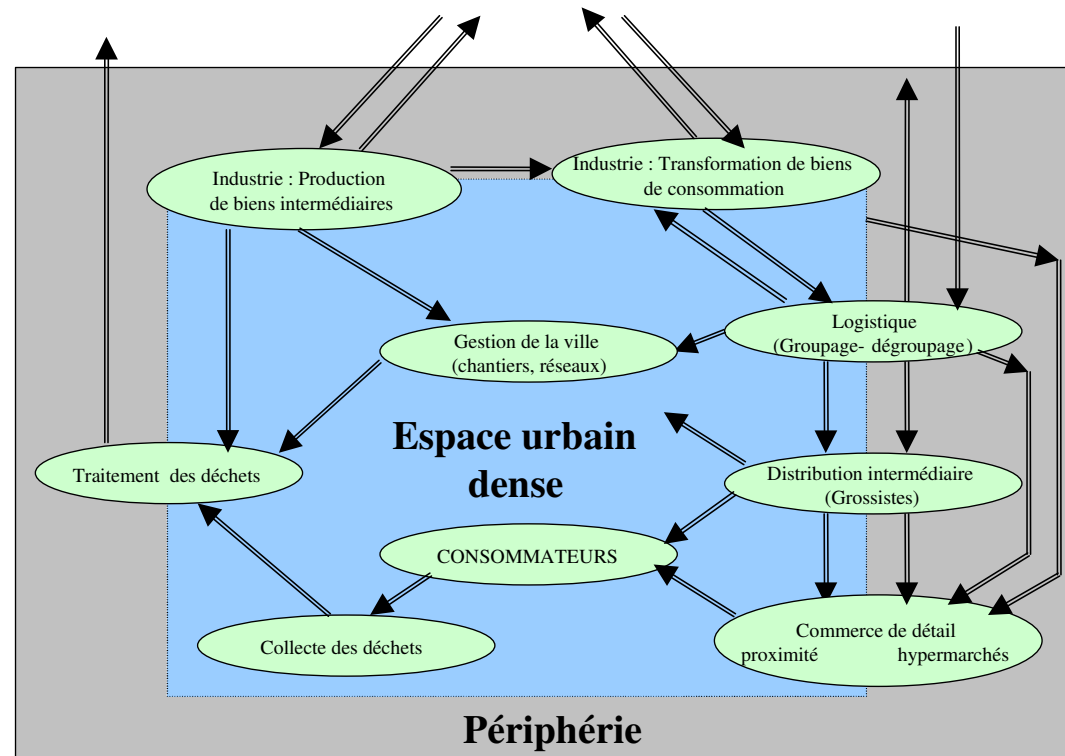 Industrie : Production
de biens intermédiaires
Industrie : Transformation de biens
de consommation
Logistique
(Groupage- dégroupage)
Gestion de la ville
(chantiers, réseaux)
Espace urbain
dense
Traitement des déchets
Distribution intermédiaire
(Grossistes)
CONSOMMATEURS
Collecte des déchets
Commerce de détail
proximité hypermarchés
Périphérie